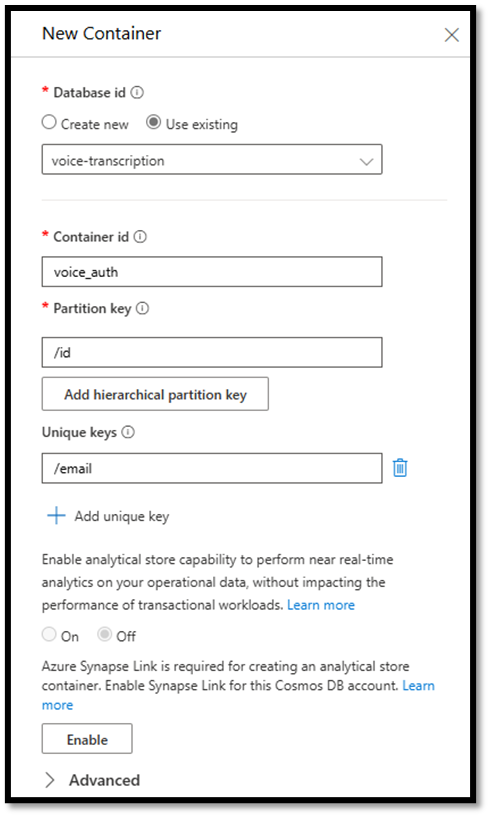 New Container
* Database id
Create new Use existing
voice-transcription
* Container id
voice_auth
* Partition key
/id
Add hierarchical partition key
Unique keys
/email
Add unique key
Enable analytical store capability to perform near real-time
analytics on your operational data, without impacting the
performance of transactional workloads. Learn more
On Off
Azure Synapse Link is required for creating an analytical store
container. Enable Synapse Link for this Cosmos DB account. Learn
more
Enable
Advanced